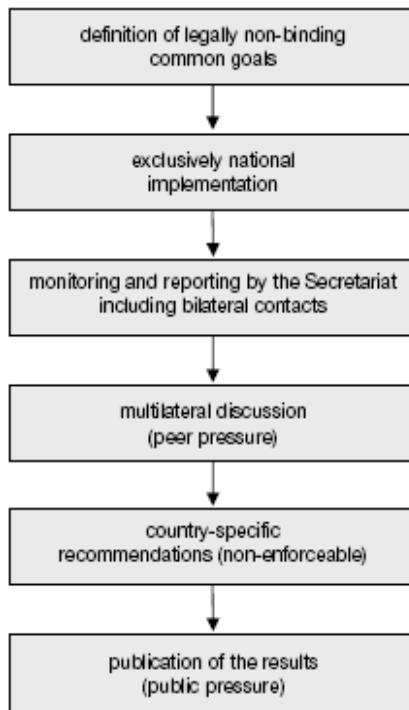 definition of legally non-binding
common goals
exclusively national
implementation
monitoring and reporting by the Secretariat
including bilateral contacts
multilateral discussion
(peer pressure)
country-specific
recommendations (non-enforceable)
publication of the results
(public pressure)